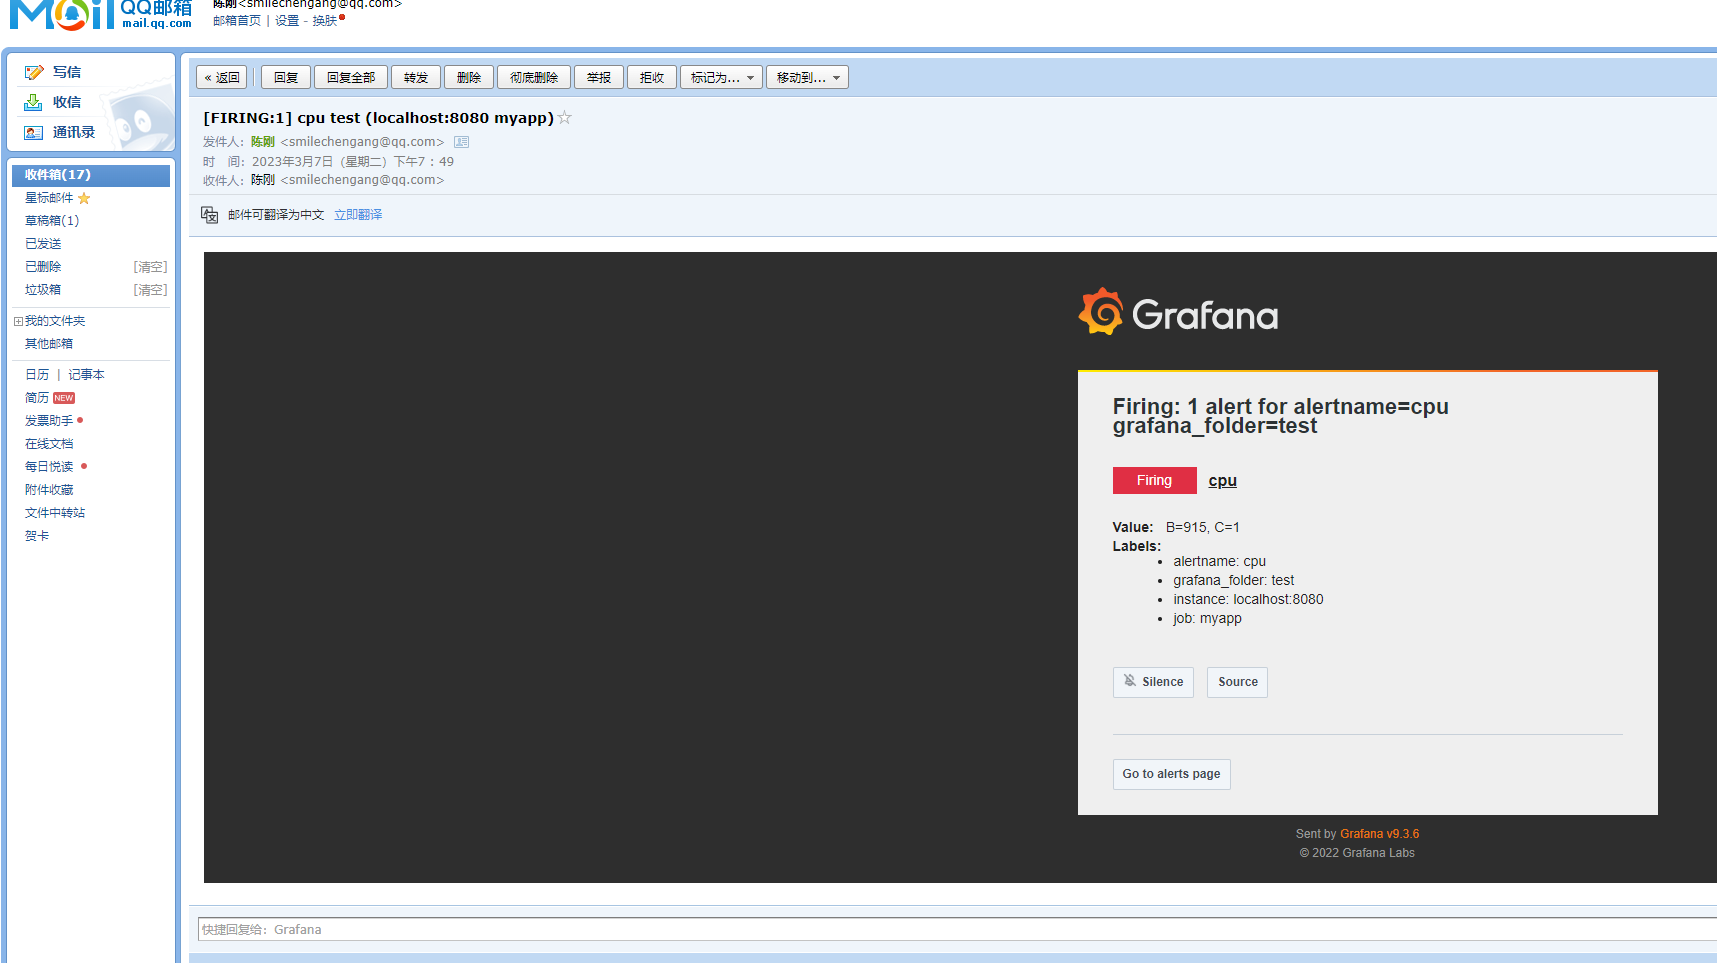 Mail QQ邮箱
mail.qq.com
陈刚<smilechengang@qq.com>
邮箱首页 | 设置 - 换肤
写信
收信
通讯录
收件箱(17)
星标邮件
草稿箱(1)
已发送
已删除 [清空]
垃圾箱 [清空]
我的文件夹
其他邮箱
日历 | 记事本
简历 NEW
发票助手
在线文档
每日悦读
附件收藏
文件中转站
贺卡
« 返回 回复 回复全部 转发 删除 彻底删除 举报 拒收 标记为... 移动到...
[FIRING:1] cpu test (localhost:8080 myapp)
发件人: 陈刚 <smilechengang@qq.com>
时 间: 2023年3月7日 (星期二) 下午7:49
收件人: 陈刚 <smilechengang@qq.com>
邮件可翻译为中文 立即翻译
Grafana
Firing: 1 alert for alertname=cpu
grafana_folder=test
Firing cpu
Value: B=915, C=1
Labels:
• alertname: cpu
• grafana_folder: test
• instance: localhost:8080
• job: myapp
Silence Source
Go to alerts page
Sent by Grafana v9.3.6
© 2022 Grafana Labs
快捷回复给: Grafana